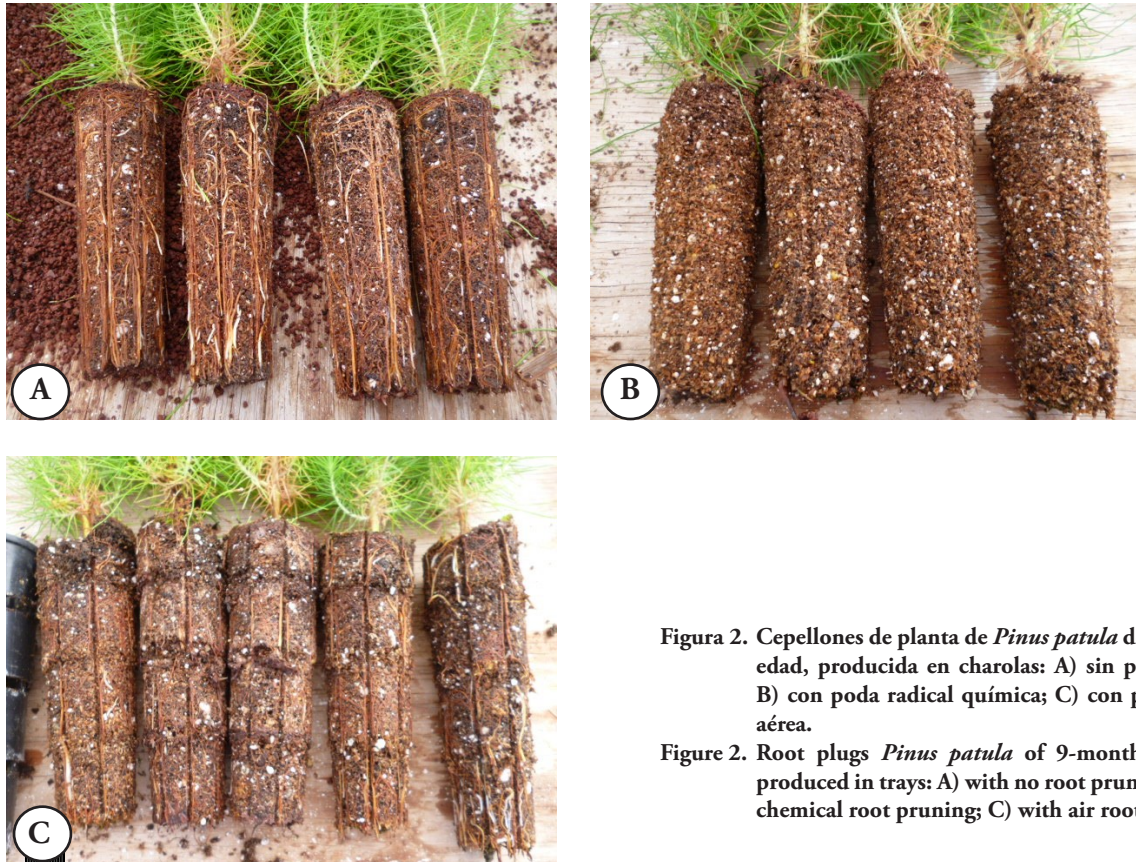 A
B
C
Figura 2. Cepellones de planta de Pinus patula d
edad, producida en charolas: A) sin p
B) con poda radical química; C) con p
aérea.
Figure 2. Root plugs Pinus patula of 9-month
produced in trays: A) with no root prun
chemical root pruning; C) with air root